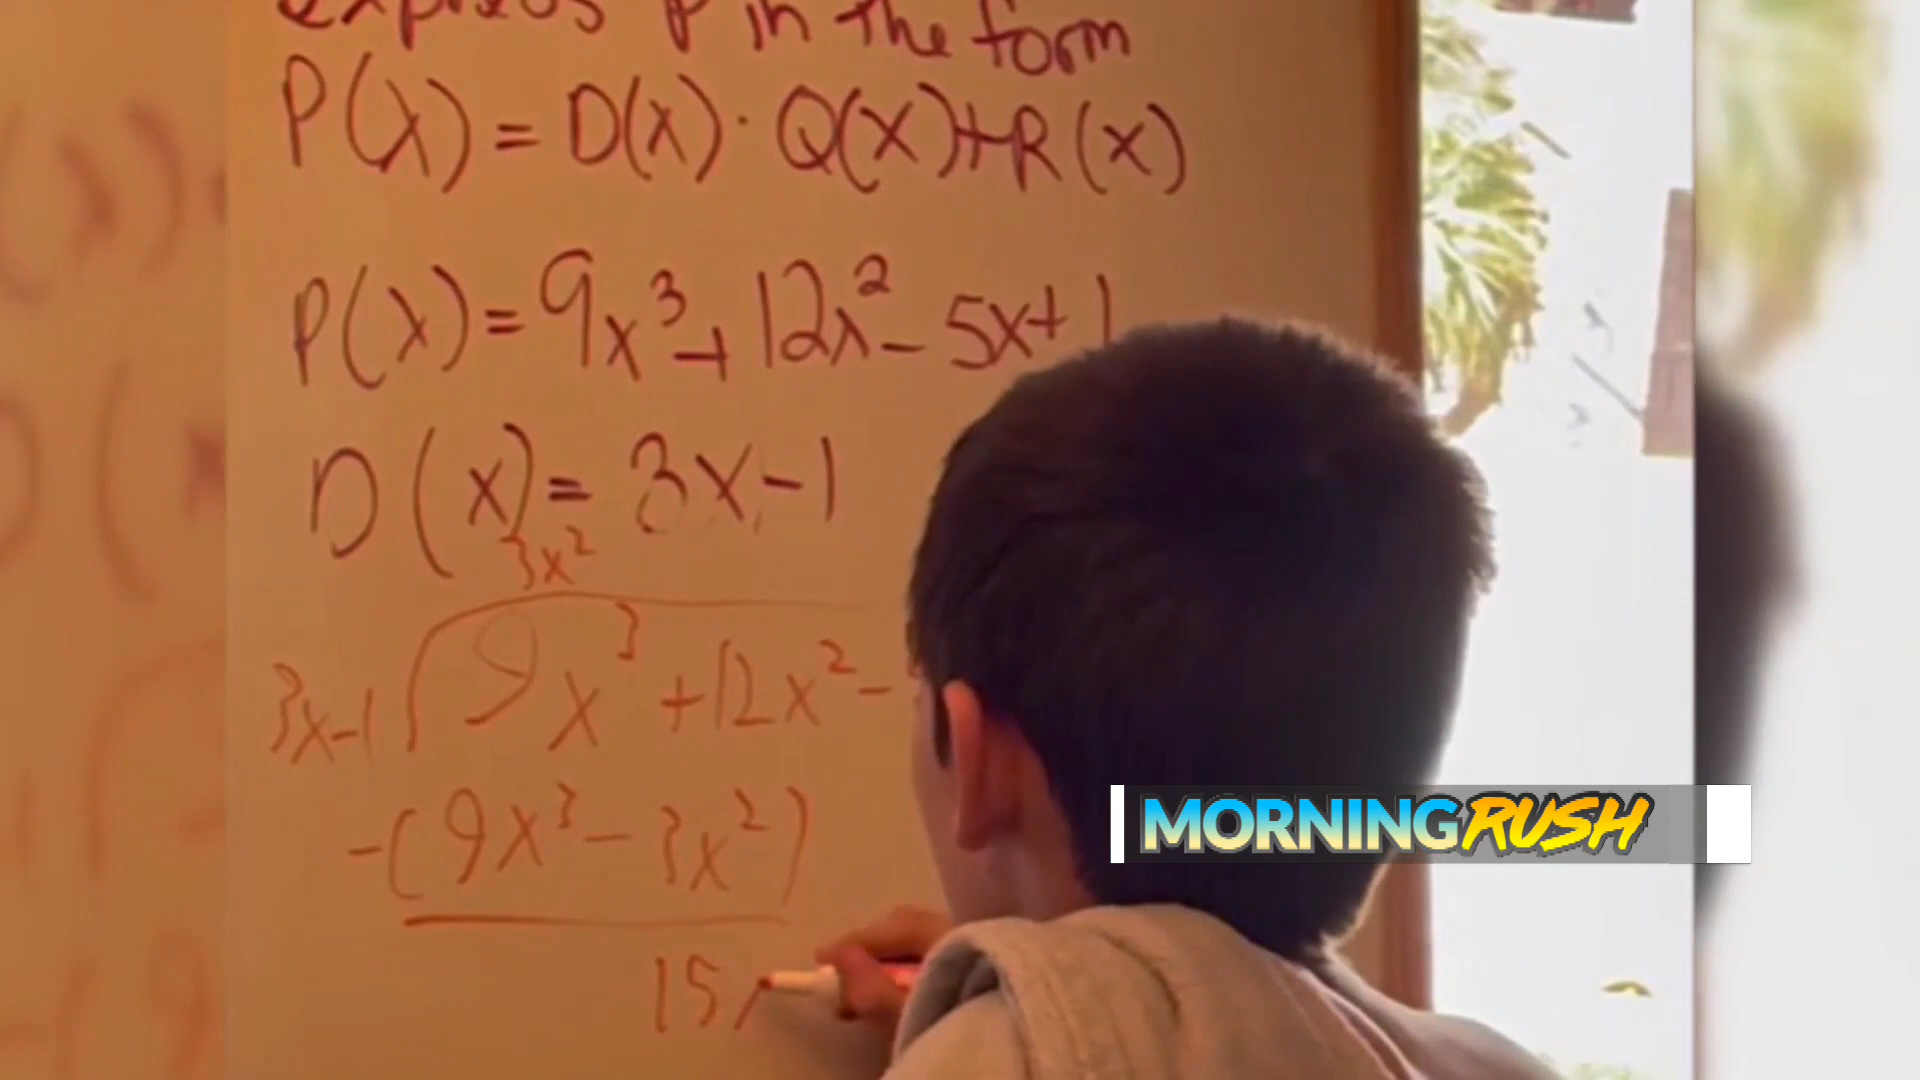 express P in the form
P(x) = D(x) · Q(x) + R(x)
P(x) = 9x³ + 12x² - 5x + 1
D(x) = 3x - 1
3x²
3x-1 9x³ + 12x² -
-(9x³ - 3x²)
15
MORNING RUSH